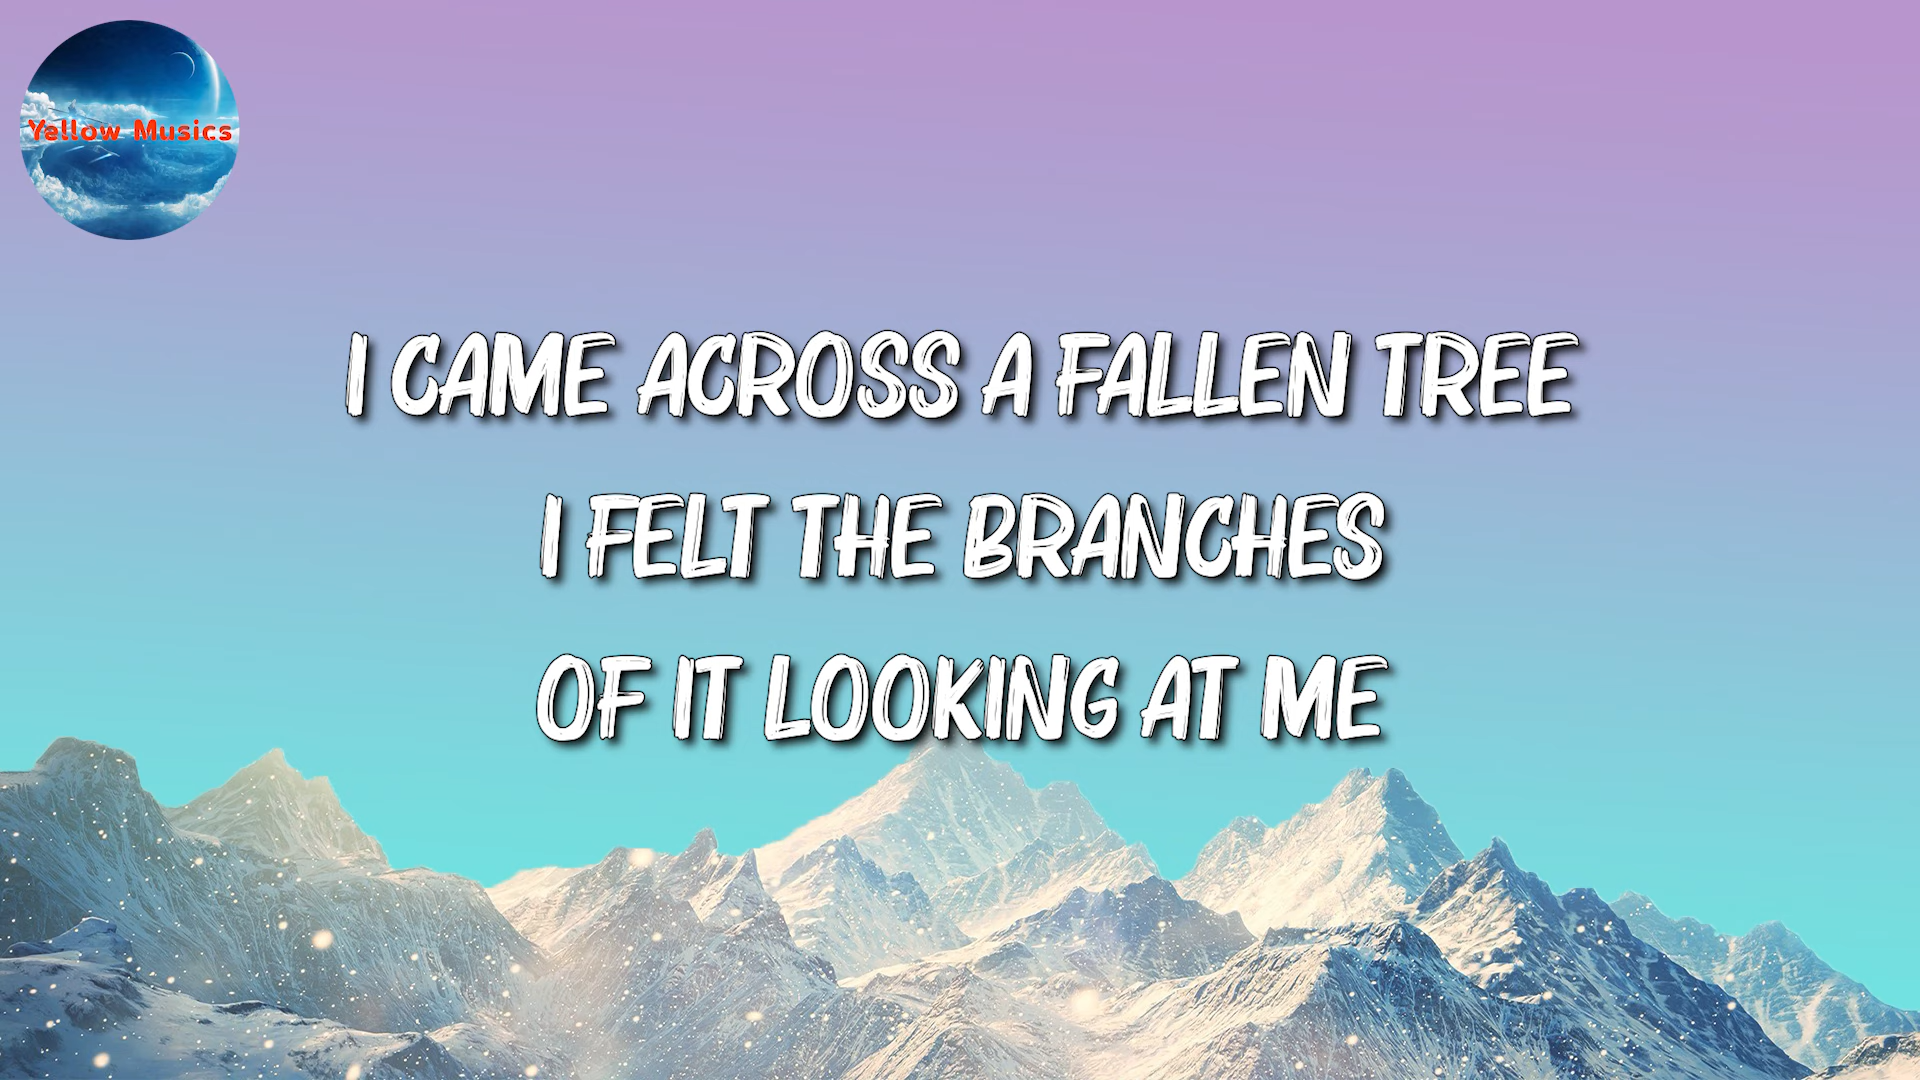 Yellow Musics
I CAME ACROSS A FALLEN TREE
I FELT THE BRANCHES
OF IT LOOKING AT ME